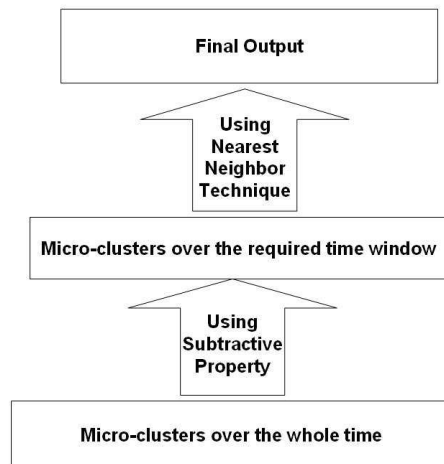 Final Output
Using
Nearest
Neighbor
Technique
Micro-clusters over the required time window
Using
Subtractive
Property
Micro-clusters over the whole time